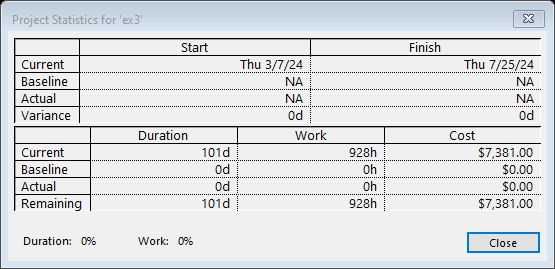 Project Statistics for 'ex3'
Start Finish
Current Thu 3/7/24 Thu 7/25/24
Baseline NA NA
Actual NA NA
Variance 0d 0d
Duration Work Cost
Current 101d 928h $7,381.00
Baseline 0d 0h $0.00
Actual 0d 0h $0.00
Remaining 101d 928h $7,381.00
Duration: 0% Work: 0% Close